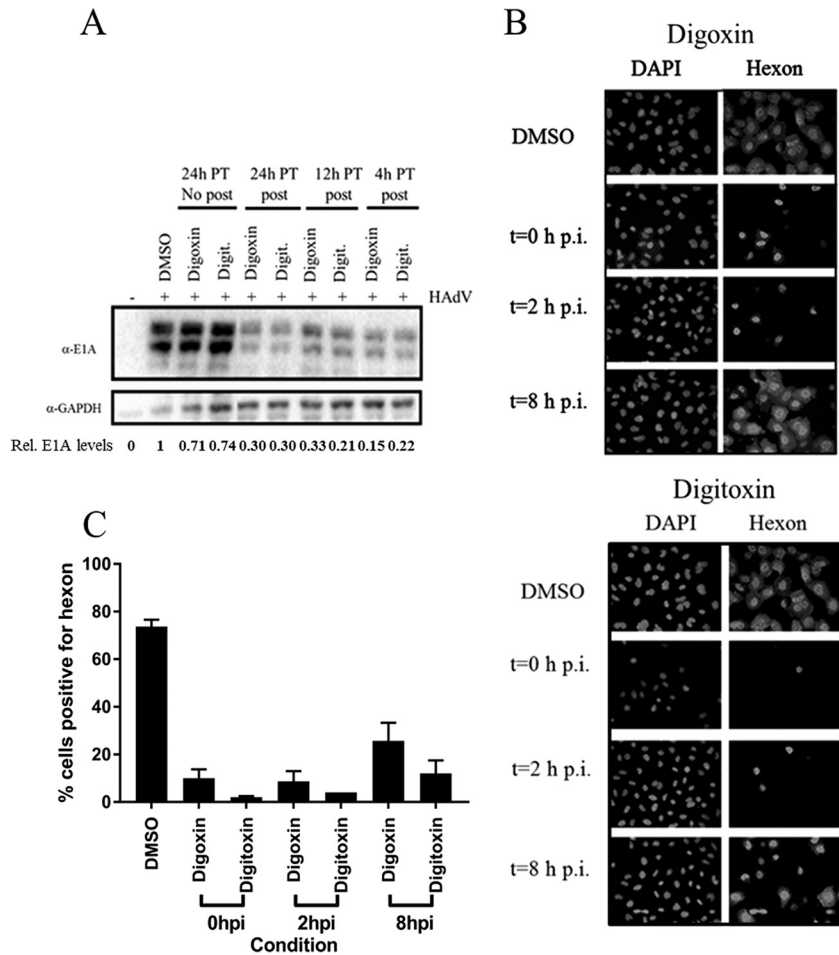 A
24h PT 24h PT 12h PT 4h PT
No post post post post
DMSO Digoxin Digit. Digoxin Digit. Digoxin Digit. Digoxin Digit.
- + + + + + + + + + HAdV
α-E1A
α-GAPDH
Rel. E1A levels 0 1 0.71 0.74 0.30 0.30 0.33 0.21 0.15 0.22
B
Digoxin
DAPI Hexon
DMSO
t=0 h p.i.
t=2 h p.i.
t=8 h p.i.
Digitoxin
DAPI Hexon
DMSO
t=0 h p.i.
t=2 h p.i.
t=8 h p.i.
C
% cells positive for hexon
100
80
60
40
20
0
DMSO Digoxin Digitoxin Digoxin Digitoxin Digoxin Digitoxin
0hpi 2hpi 8hpi
Condition